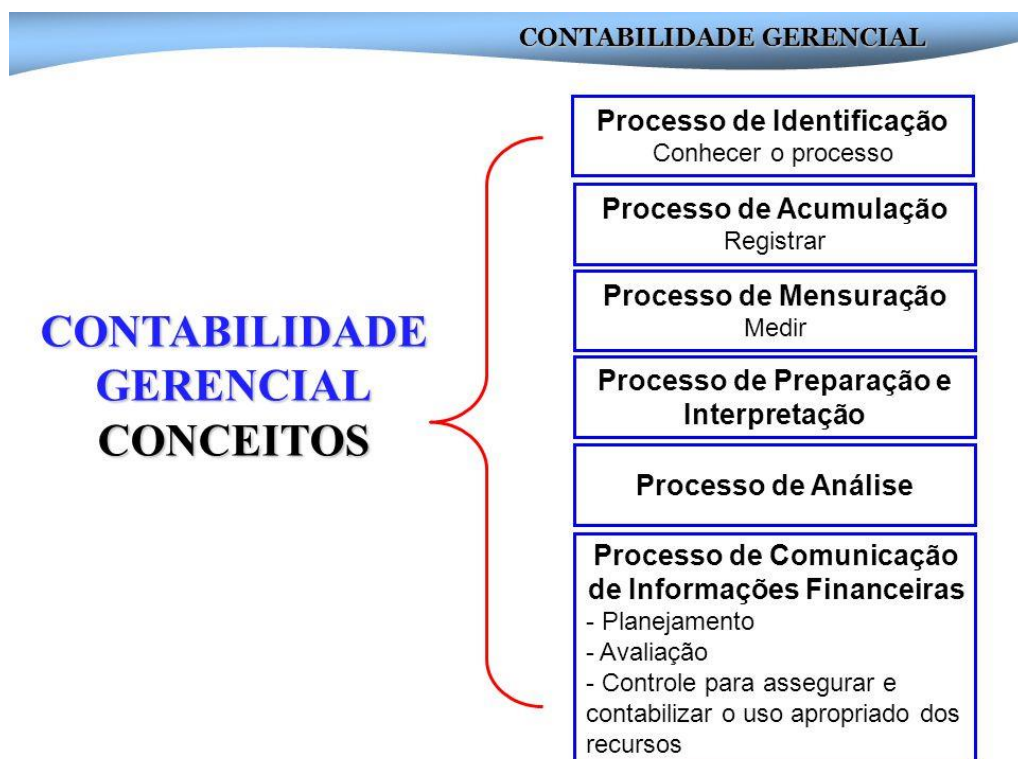 CONTABILIDADE GERENCIAL
CONTABILIDADE
GERENCIAL
CONCEITOS
Processo de Identificação
Conhecer o processo
Processo de Acumulação
Registrar
Processo de Mensuração
Medir
Processo de Preparação e
Interpretação
Processo de Análise
Processo de Comunicação
de Informações Financeiras
- Planejamento
- Avaliação
- Controle para assegurar e
contabilizar o uso apropriado dos
recursos